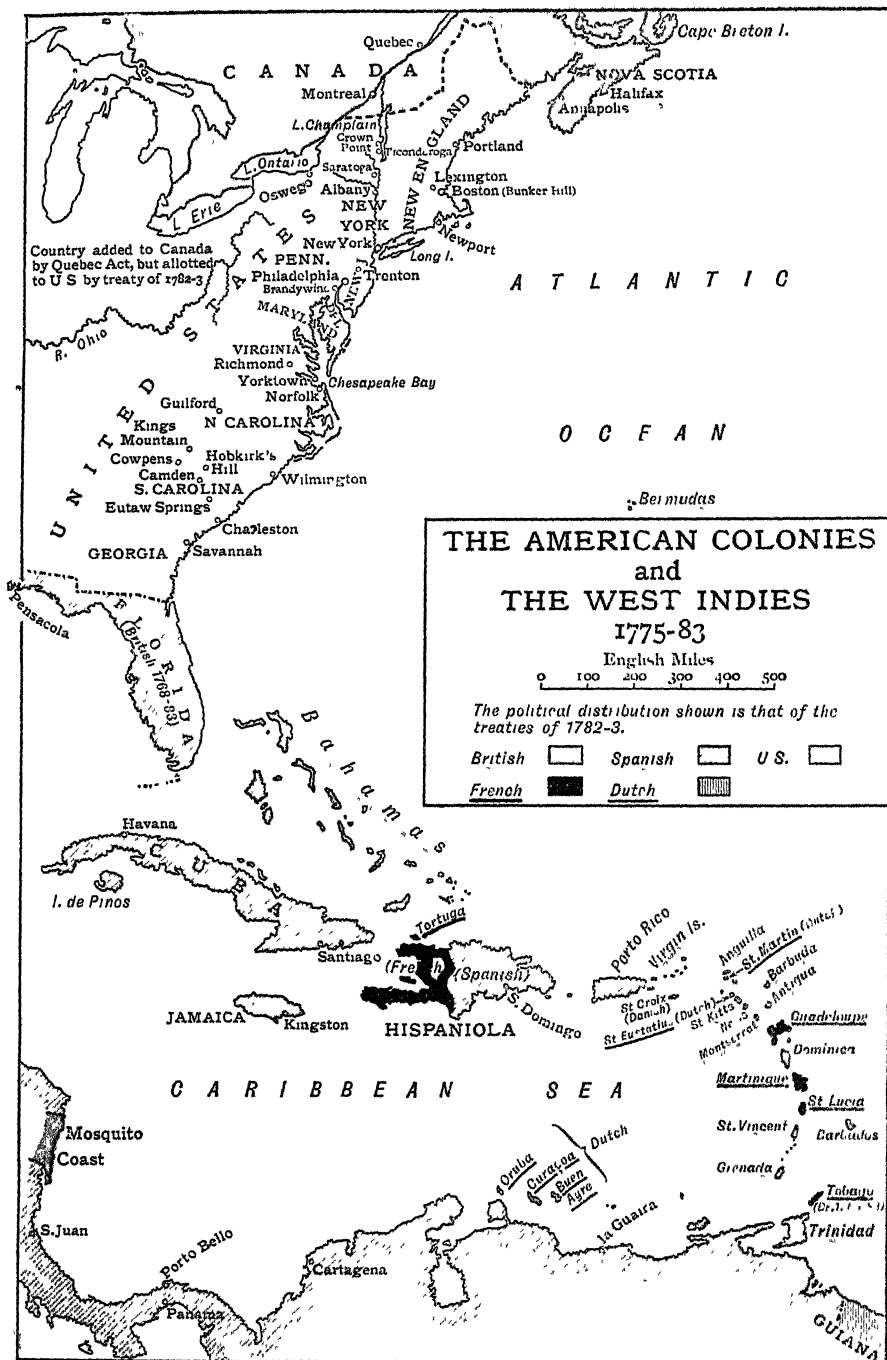 Quebec
Cape Breton I.
CANADA
NOVA SCOTIA
Montreal
Halifax
Annapolis
L. Champlain
Crown
Point
Ticonderoga
Portland
NEW ENGLAND
L. Ontario
Saratoga
Lexington
Oswego
Albany
Boston (Bunker Hill)
L. Erie
NEW
YORK
Newport
New York
Long I.
Country added to Canada
by Quebec Act, but allotted
to U S by treaty of 1782-3
PENN.
Philadelphia
Trenton
NEW J
Brandywine
DEL
MARYLAND
ATLANTIC
R. Ohio
VIRGINIA
Richmond
Yorktown
Chesapeake Bay
Norfolk
UNITED STATES
Guilford
N CAROLINA
Kings
Mountain
OCEAN
Cowpens
Hobkirk's
Hill
Camden
Wilmington
S. CAROLINA
Eutaw Springs
Bermudas
Charleston
GEORGIA
Savannah
Pensacola
FLORIDA
(British 1768-83)
THE AMERICAN COLONIES
and
THE WEST INDIES
1775-83
English Miles
0 100 200 300 400 500
The political distribution shown is that of the
treaties of 1782-3.
British Spanish U S.
French Dutch
Bahamas
Havana
CUBA
I. de Pinos
Tortuga
Santiago
(French)
(Spanish)
S. Domingo
JAMAICA
Kingston
HISPANIOLA
Porto Rico
Virgin Is.
Anguilla
St. Martin (Dutch)
Barbuda
Antigua
St Croix
(Danish)
St Eustatius (Dutch)
St Kitts
Nevis
Montserrat
Guadeloupe
Dominica
CARIBBEAN SEA
Martinique
St Lucia
Mosquito
Coast
St. Vincent
Barbados
Dutch
Oruba
Curaçoa
Buen
Ayre
Grenada
Tobago
S. Juan
la Guaira
Trinidad
Porto Bello
Cartagena
Panama
GUIANA